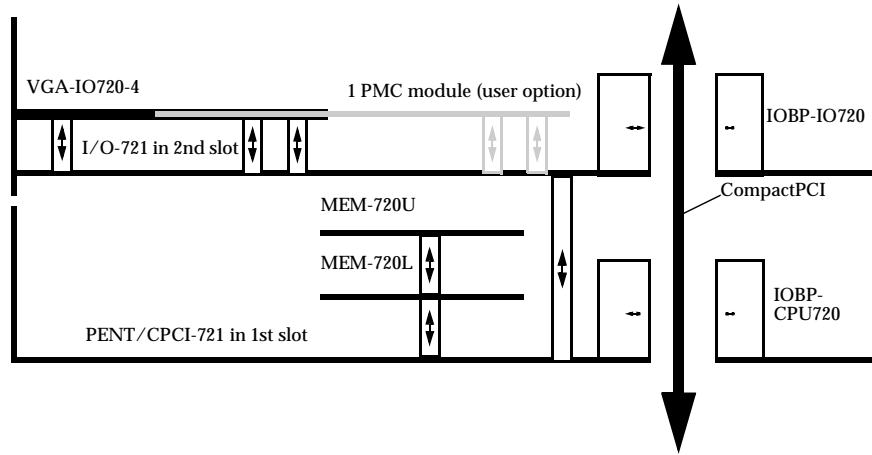 VGA-IO720-4
1 PMC module (user option)
IOBP-IO720
I/O-721 in 2nd slot
CompactPCI
MEM-720U
MEM-720L
IOBP-
CPU720
PENT/CPCI-721 in 1st slot